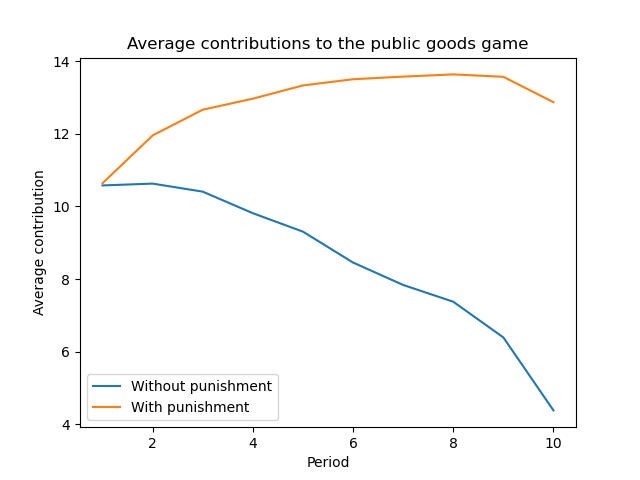 Average contributions to the public goods game
14
12
10
8
6
4
Average contribution
Without punishment
With punishment
2 4 6 8 10
Period